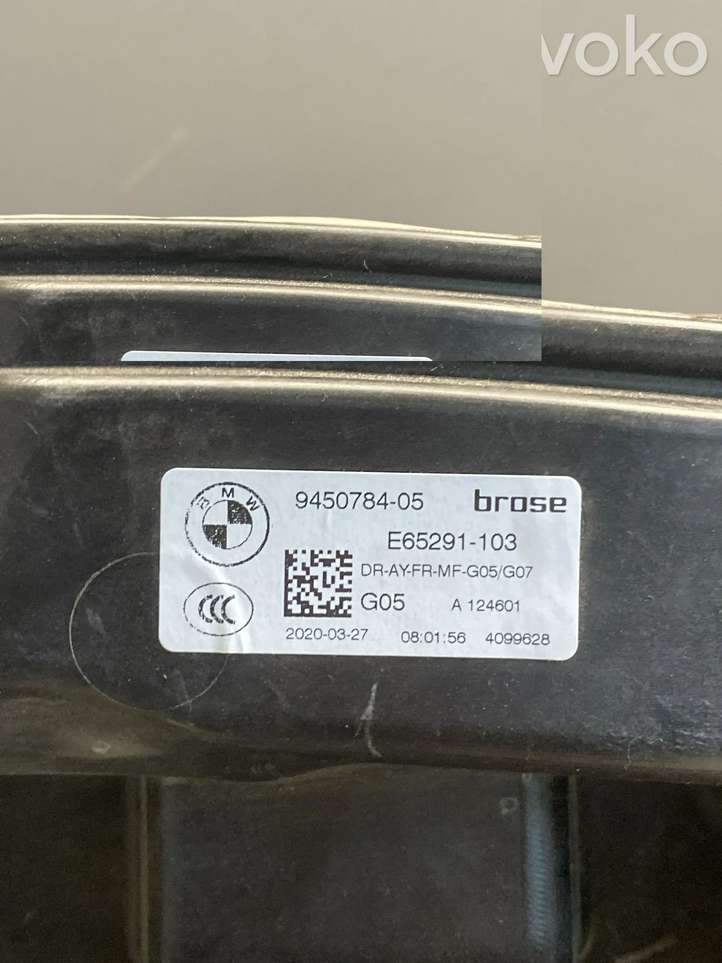 voko
BMW
9450784-05 brose
E65291-103
DR-AY-FR-MF-G05/G07
CCC
G05 A 124601
2020-03-27 08:01:56 4099628